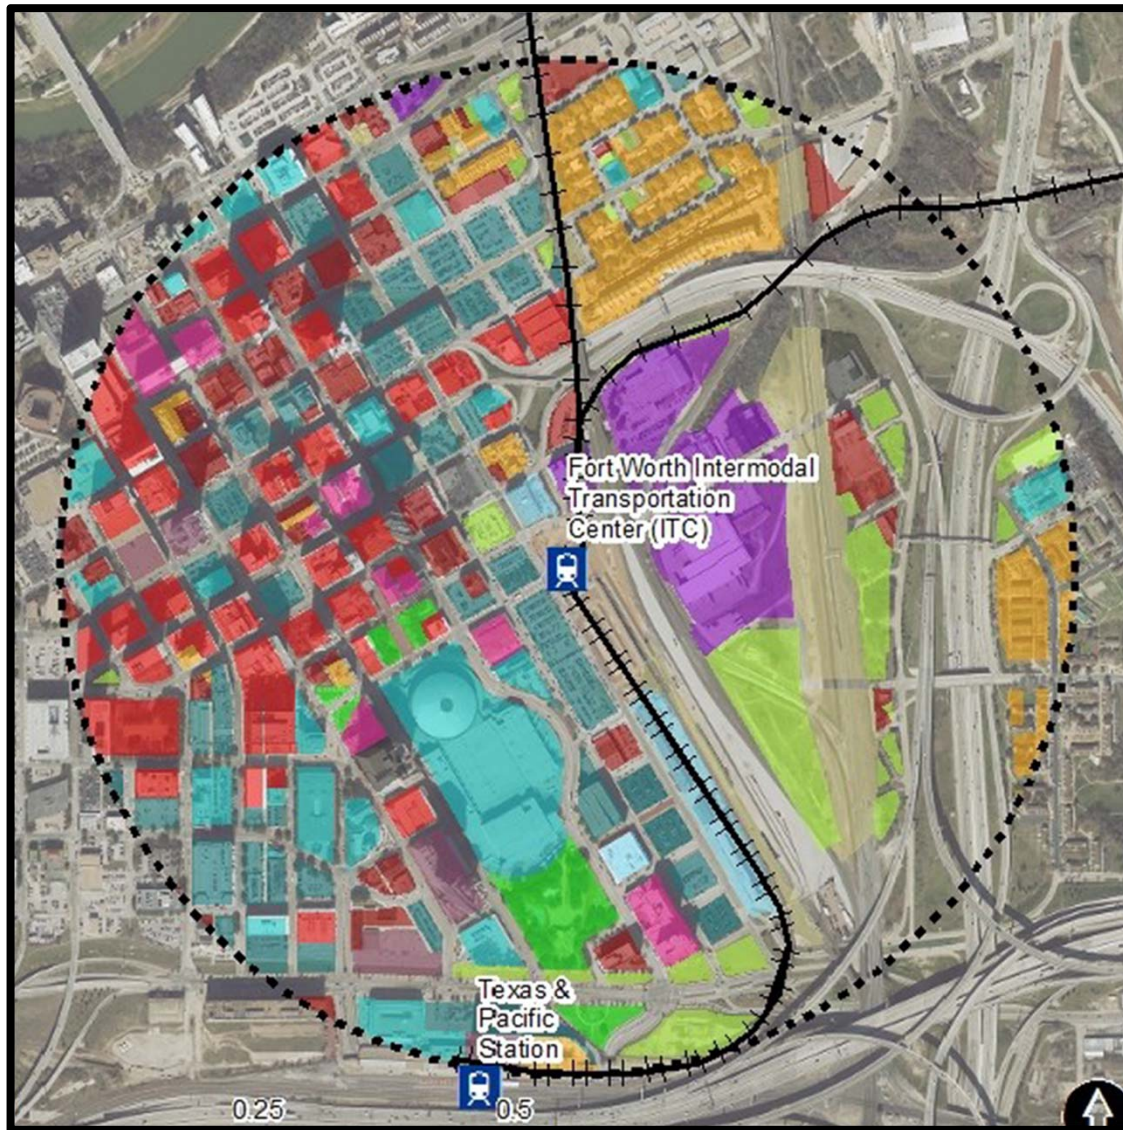 Fort Worth Intermodal
Transportation
Center (ITC)
Texas &
Pacific
Station
0.25
0.5